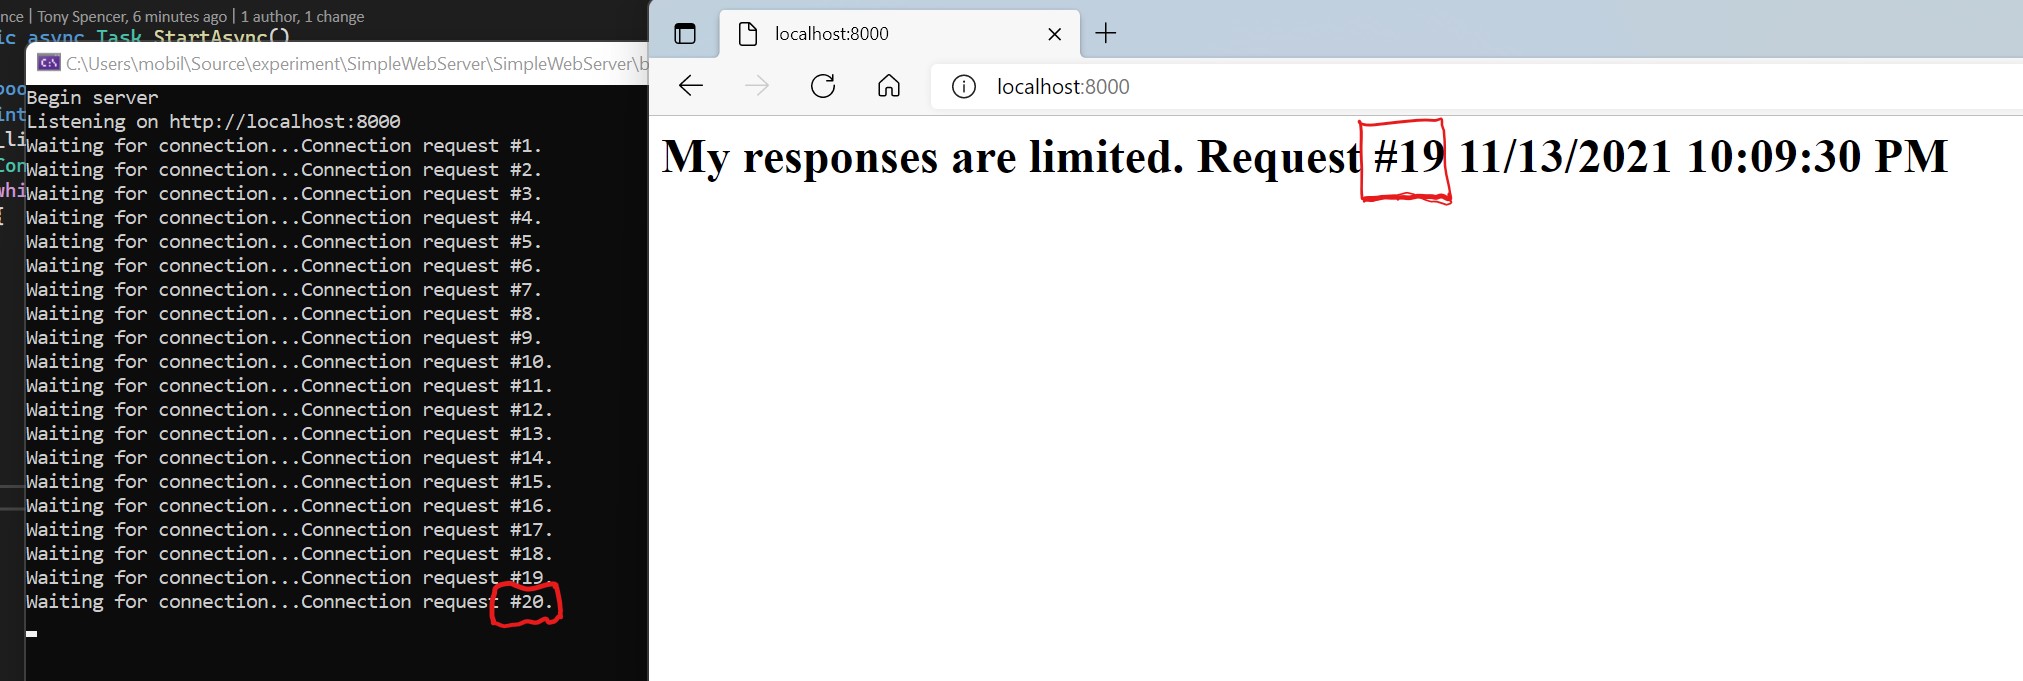 nce | Tony Spencer, 6 minutes ago | 1 author, 1 change
ic async Task StartAsync()
C:\Users\mobil\Source\experiment\SimpleWebServer\SimpleWebServer\b
Begin server
Listening on http://localhost:8000
Waiting for connection...Connection request #1.
Waiting for connection...Connection request #2.
Waiting for connection...Connection request #3.
Waiting for connection...Connection request #4.
Waiting for connection...Connection request #5.
Waiting for connection...Connection request #6.
Waiting for connection...Connection request #7.
Waiting for connection...Connection request #8.
Waiting for connection...Connection request #9.
Waiting for connection...Connection request #10.
Waiting for connection...Connection request #11.
Waiting for connection...Connection request #12.
Waiting for connection...Connection request #13.
Waiting for connection...Connection request #14.
Waiting for connection...Connection request #15.
Waiting for connection...Connection request #16.
Waiting for connection...Connection request #17.
Waiting for connection...Connection request #18.
Waiting for connection...Connection request #19.
Waiting for connection...Connection request #20.
oo
int
_li
Con
whi
localhost:8000
localhost:8000
My responses are limited. Request #19 11/13/2021 10:09:30 PM